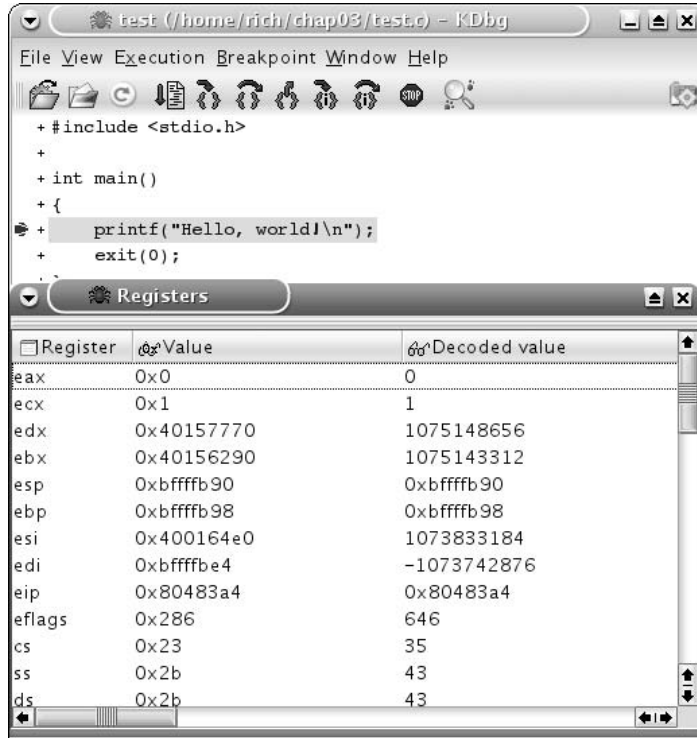 test (/home/rich/chap03/test.c) – KDbg
File View Execution Breakpoint Window Help
STOP
+ #include <stdio.h>
+
+ int main()
+ {
+ printf("Hello, world!\n");
+ exit(0);
Registers
Register Value Decoded value
eax 0x0 0
ecx 0x1 1
edx 0x40157770 1075148656
ebx 0x40156290 1075143312
esp 0xbffffb90 0xbffffb90
ebp 0xbffffb98 0xbffffb98
esi 0x400164e0 1073833184
edi 0xbffffbe4 -1073742876
eip 0x80483a4 0x80483a4
eflags 0x286 646
cs 0x23 35
ss 0x2b 43
ds 0x2b 43